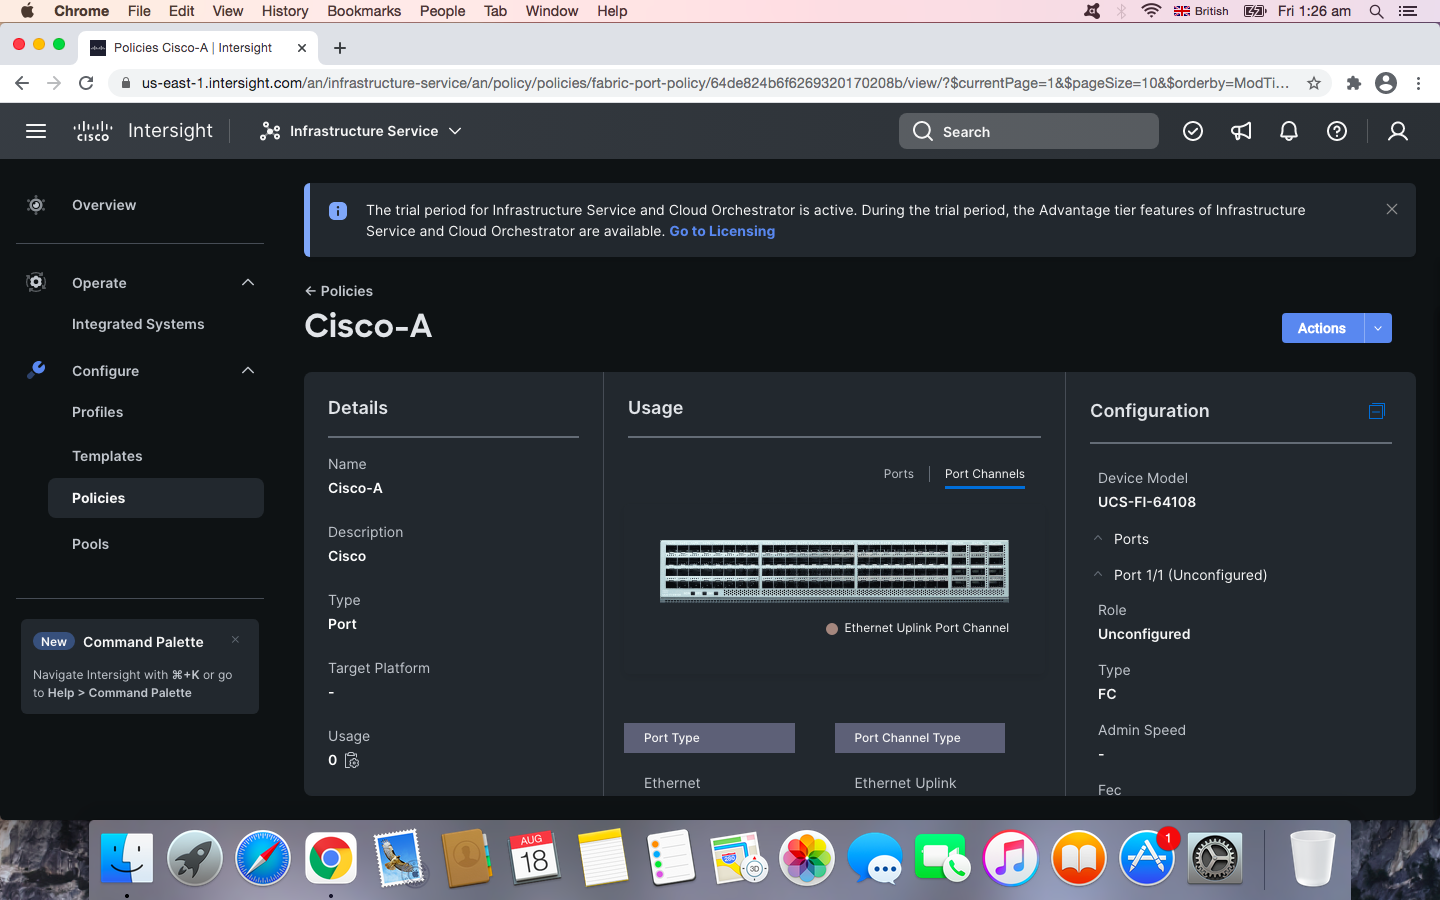 Chrome File Edit View History Bookmarks People Tab Window Help British Fri 1:26 am
Policies Cisco-A | Intersight
us-east-1.intersight.com/an/infrastructure-service/an/policy/policies/fabric-port-policy/64de824b6f6269320170208b/view/?$currentPage=1&$pageSize=10&$orderby=ModTi...
CISCO Intersight Infrastructure Service Search
Overview
Operate
Integrated Systems
Configure
Profiles
Templates
Policies
Pools
New Command Palette
Navigate Intersight with ⌘+K or go
to Help > Command Palette
The trial period for Infrastructure Service and Cloud Orchestrator is active. During the trial period, the Advantage tier features of Infrastructure
Service and Cloud Orchestrator are available. Go to Licensing
← Policies
Cisco-A
Actions
Details
Name
Cisco-A
Description
Cisco
Type
Port
Target Platform
-
Usage
0
Usage
Ports Port Channels
Ethernet Uplink Port Channel
Port Type Port Channel Type
Ethernet Ethernet Uplink
Configuration
Device Model
UCS-FI-64108
Ports
Port 1/1 (Unconfigured)
Role
Unconfigured
Type
FC
Admin Speed
-
Fec
AUG
18
280
3D
1